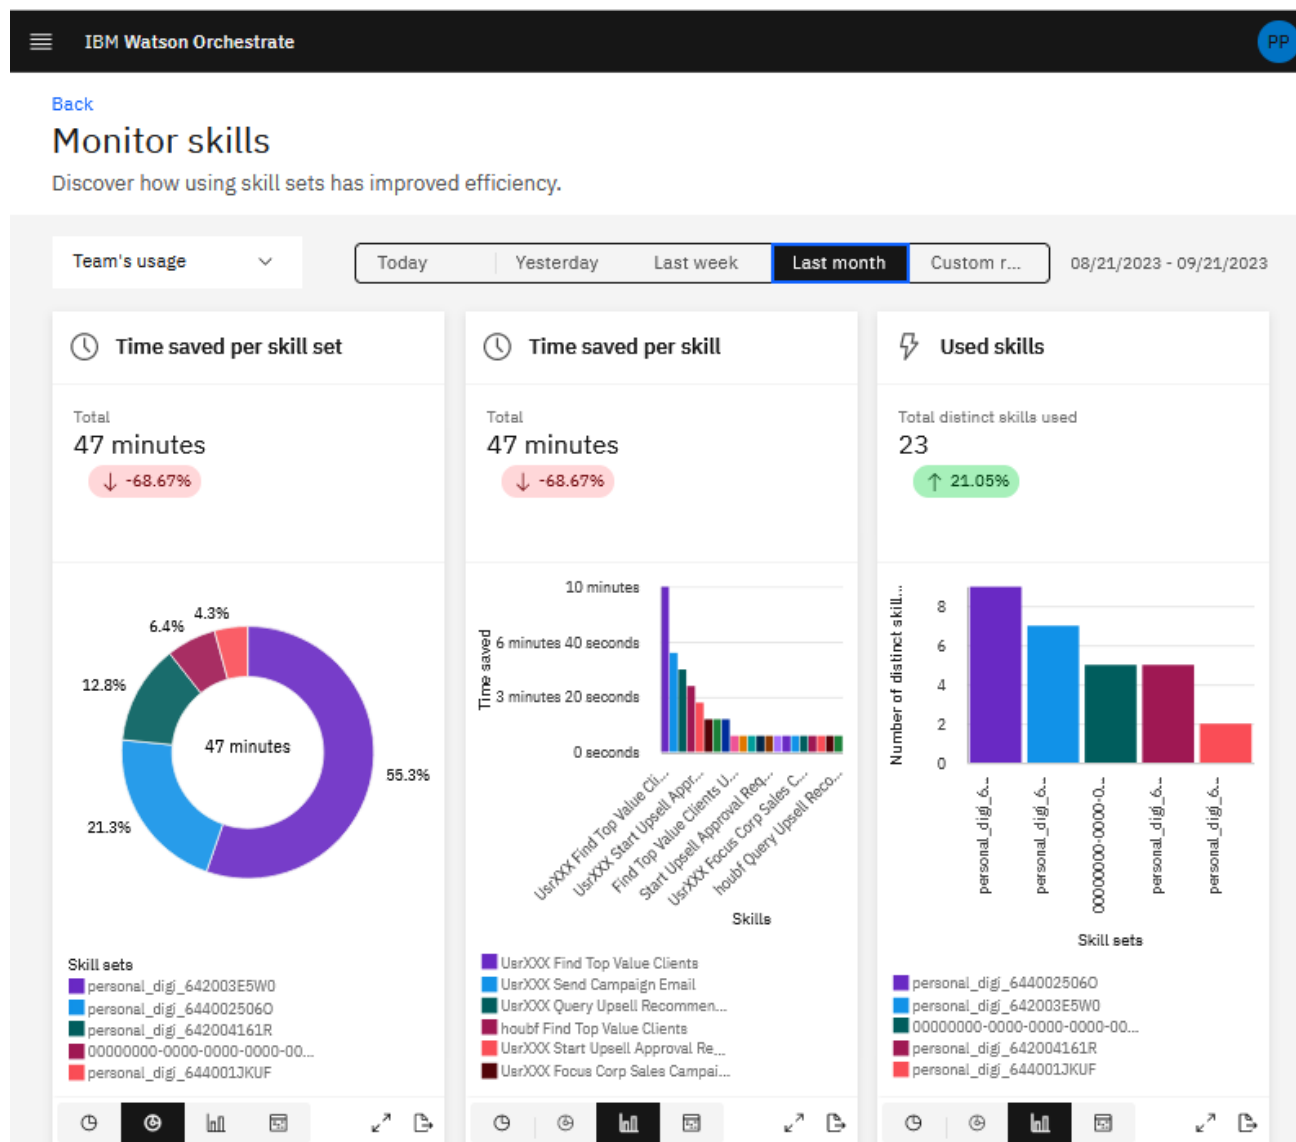 IBM Watson Orchestrate
PP
Back
Monitor skills
Discover how using skill sets has improved efficiency.
Team's usage
Today
Yesterday
Last week
Last month
Custom r...
08/21/2023 - 09/21/2023
Time saved per skill set
Total
47 minutes
↓ -68.67%
4.3%
6.4%
12.8%
47 minutes
55.3%
21.3%
Skill sets
personal_digi_642003E5W0
personal_digi_644002506O
personal_digi_642004161R
00000000-0000-0000-0000-00...
personal_digi_644001JKUF
Time saved per skill
Total
47 minutes
↓ -68.67%
Time saved
10 minutes
6 minutes 40 seconds
3 minutes 20 seconds
0 seconds
UsrXXX Find Top Value Cli...
UsrXXX Start Upsell Appr...
Find Top Value Clients U...
Start Upsell Approval Req...
UsrXXX Focus Corp Sales C...
houbf Query Upsell Reco...
Skills
UsrXXX Find Top Value Clients
UsrXXX Send Campaign Email
UsrXXX Query Upsell Recommen...
houbf Find Top Value Clients
UsrXXX Start Upsell Approval Re...
UsrXXX Focus Corp Sales Campai...
Used skills
Total distinct skills used
23
↑ 21.05%
Number of distinct skill...
8
6
4
2
0
personal_digi_6...
personal_digi_6...
00000000-0000-0...
personal_digi_6...
personal_digi_6...
Skill sets
personal_digi_644002506O
personal_digi_642003E5W0
00000000-0000-0000-0000-00...
personal_digi_642004161R
personal_digi_644001JKUF